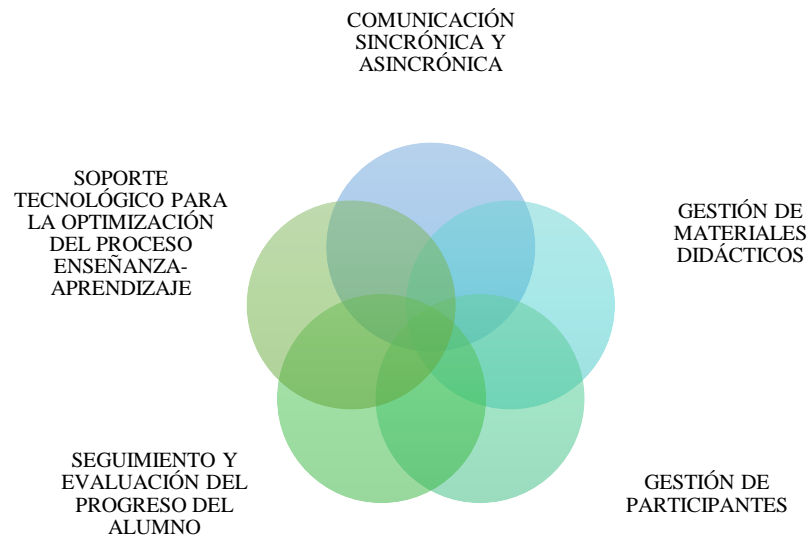 COMUNICACIÓN
SINCRÓNICA Y
ASINCRÓNICA
SOPORTE
TECNOLÓGICO PARA
LA OPTIMIZACIÓN
DEL PROCESO
ENSEÑANZA-
APRENDIZAJE
GESTIÓN DE
MATERIALES
DIDÁCTICOS
SEGUIMIENTO Y
EVALUACIÓN DEL
PROGRESO DEL
ALUMNO
GESTIÓN DE
PARTICIPANTES